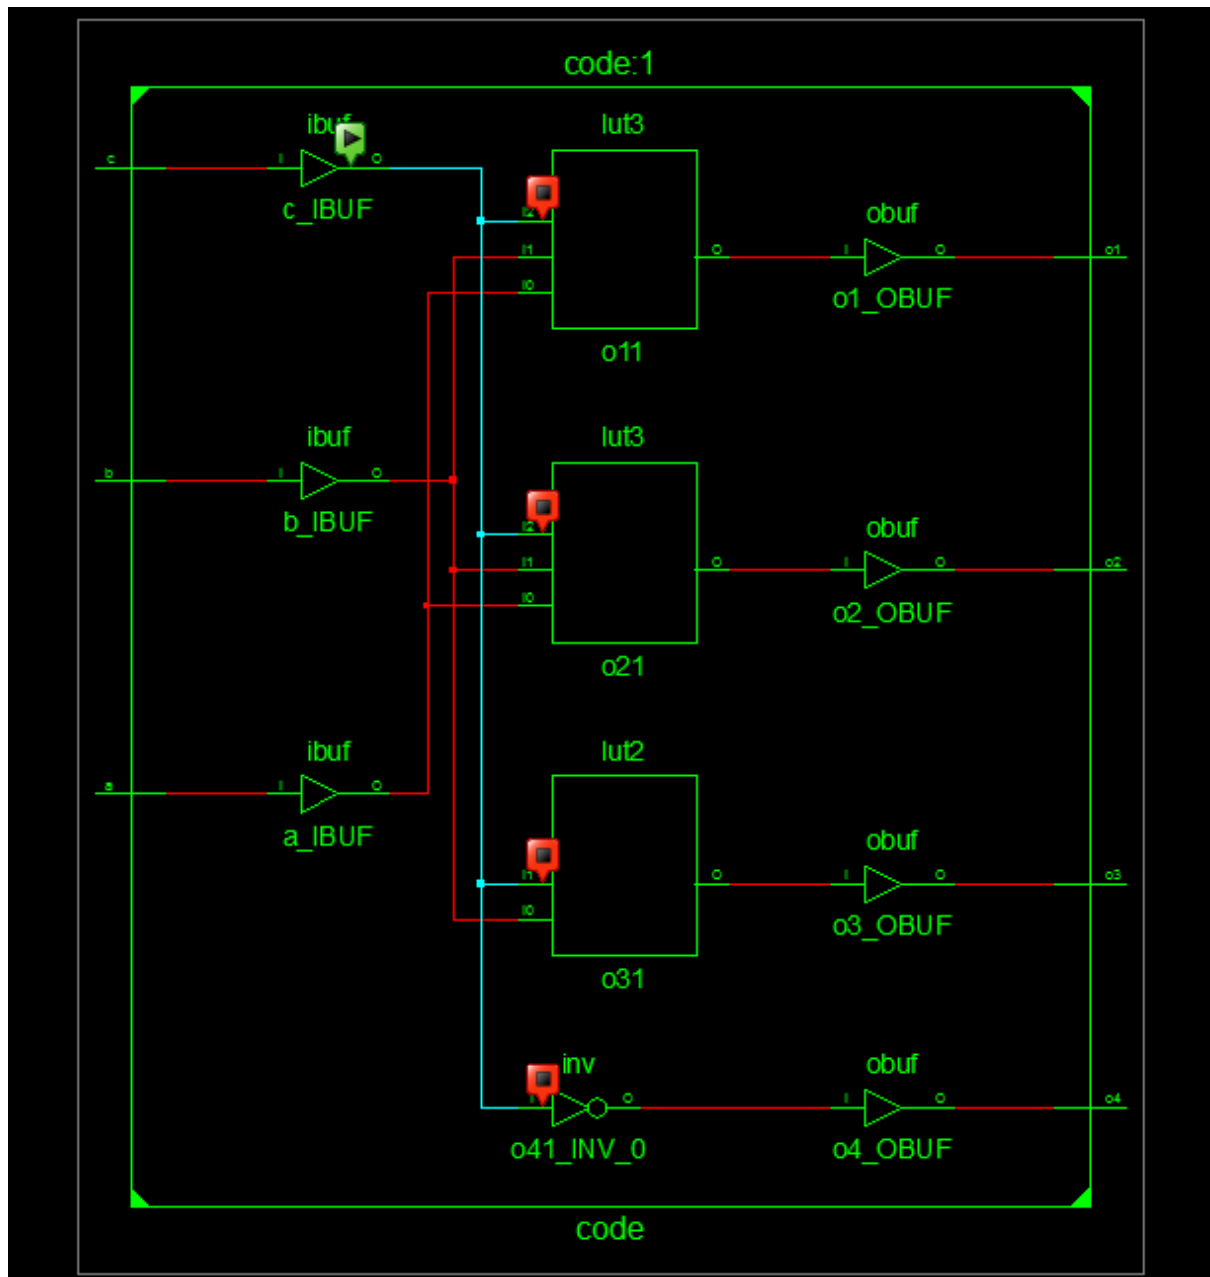 code:1
ibuf
lut3
c
I
O
c_IBUF
I2
I1
I0
O
obuf
I
O
o1
o1_OBUF
o11
ibuf
lut3
b
I
O
b_IBUF
I2
I1
I0
O
obuf
I
O
o2
o2_OBUF
o21
ibuf
lut2
a
I
O
a_IBUF
I1
I0
O
obuf
I
O
o3
o3_OBUF
o31
inv
obuf
O
I
O
o4
o41_INV_0
o4_OBUF
code